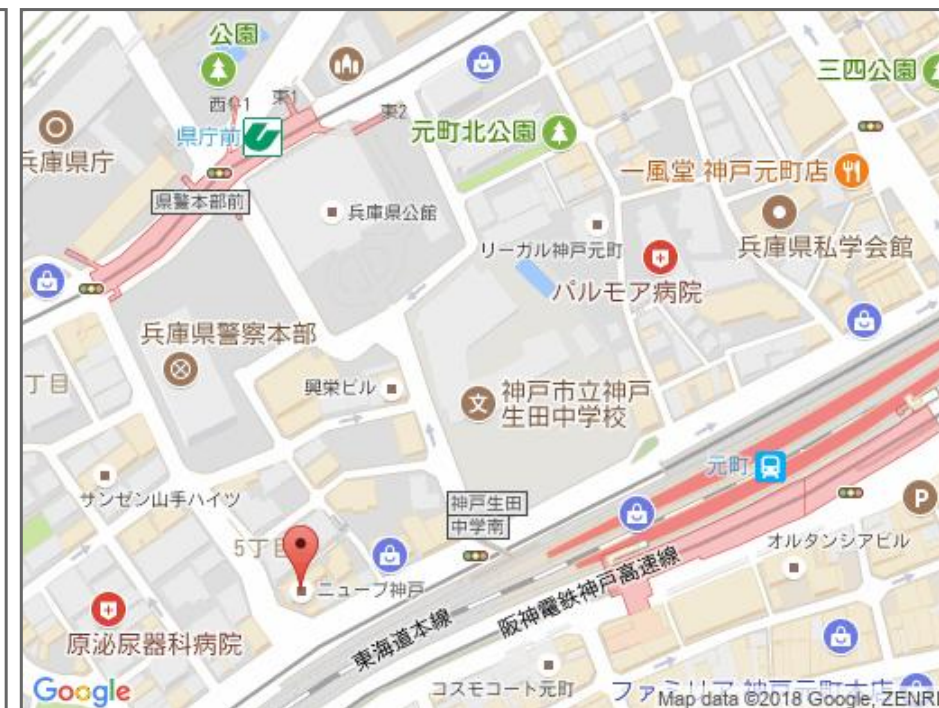 公園
西口1
東1
東2
県庁前
兵庫県庁
県警本部前
元町北公園
三四公園
一風堂 神戸元町店
兵庫県公館
リーガル神戸元町
兵庫県私学会館
パルモア病院
兵庫県警察本部
丁目
興栄ビル
神戸市立神戸
生田中学校
文
元町
サンゼン山手ハイツ
神戸生田
中学南
P
5丁目
オルタンシアビル
ニューブ神戸
阪神電鉄神戸高速線
東海道本線
原泌尿器科病院
コスモコート元町
ファミリア 神戸元町本店
Google
Map data ©2018 Google, ZENRI